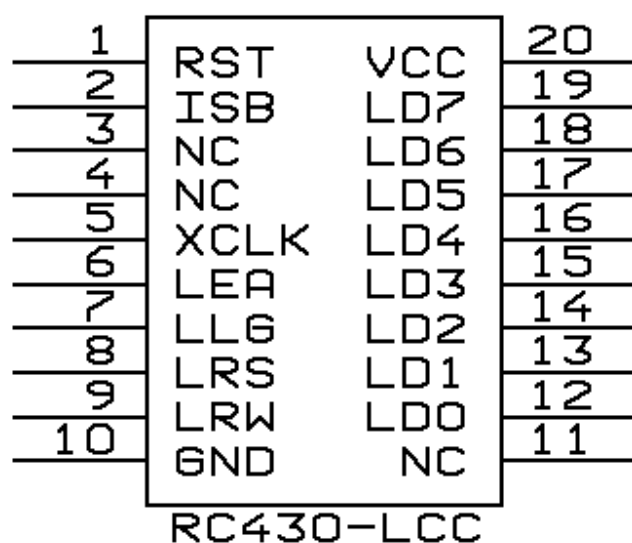 1 RST VCC 20
2 ISB LD7 19
3 NC LD6 18
4 NC LD5 17
5 XCLK LD4 16
6 LEA LD3 15
7 LLG LD2 14
8 LRS LD1 13
9 LRW LD0 12
10 GND NC 11
RC430-LCC